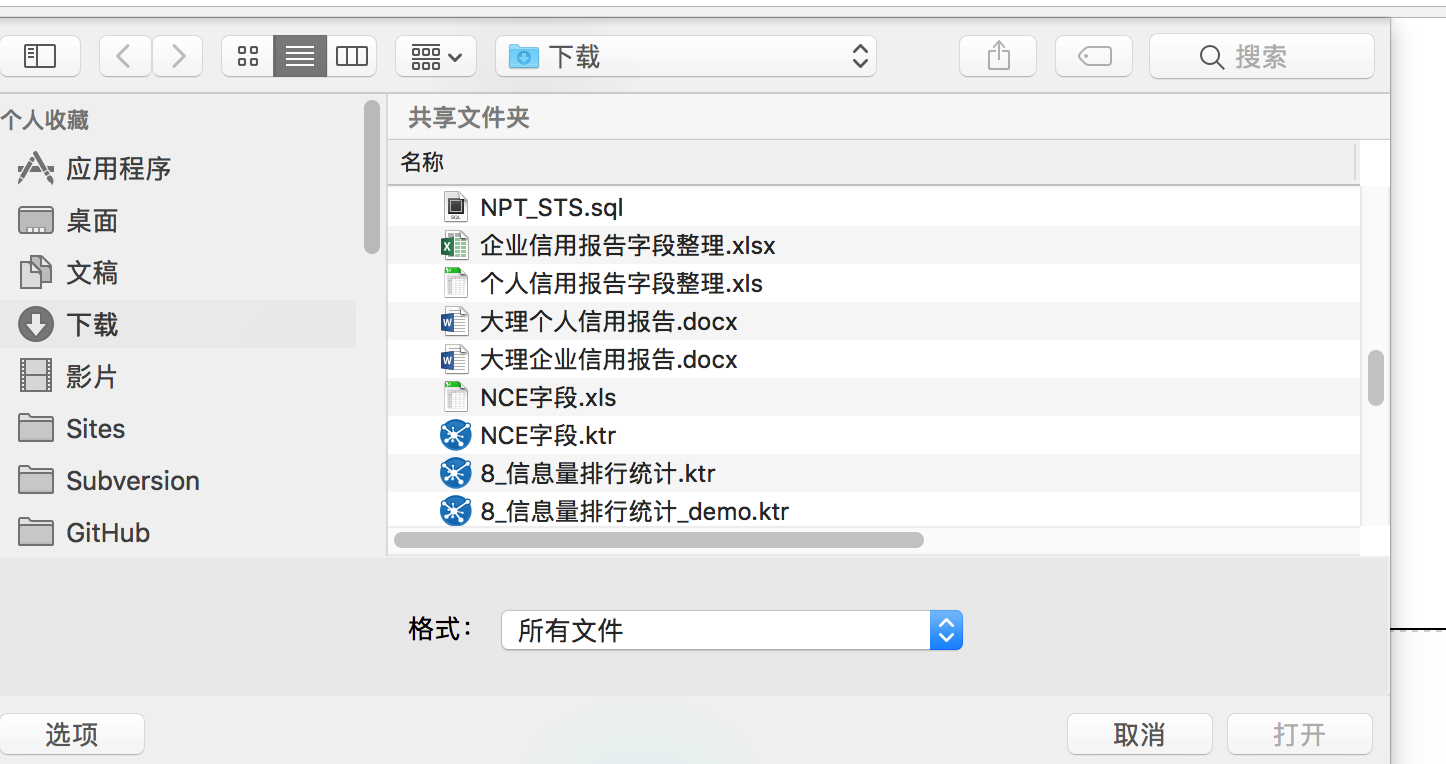 下载
搜索
个人收藏
应用程序
桌面
文稿
下载
影片
Sites
Subversion
GitHub
共享文件夹
名称
NPT_STS.sql
企业信用报告字段整理.xlsx
个人信用报告字段整理.xls
大理个人信用报告.docx
大理企业信用报告.docx
NCE字段.xls
NCE字段.ktr
8_信息量排行统计.ktr
8_信息量排行统计_demo.ktr
格式：
所有文件
选项
取消
打开